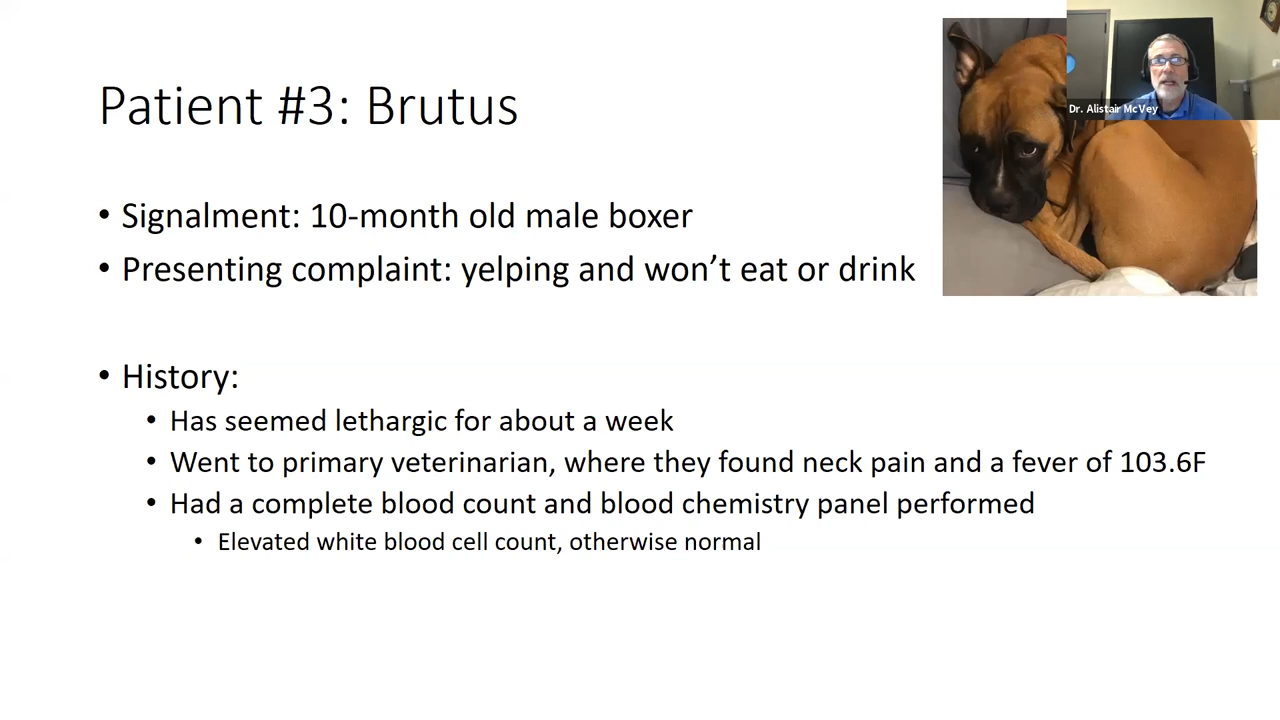 Patient #3: Brutus
Dr. Alistair McVey
• Signalment: 10-month old male boxer
• Presenting complaint: yelping and won’t eat or drink
• History:
• Has seemed lethargic for about a week
• Went to primary veterinarian, where they found neck pain and a fever of 103.6F
• Had a complete blood count and blood chemistry panel performed
• Elevated white blood cell count, otherwise normal